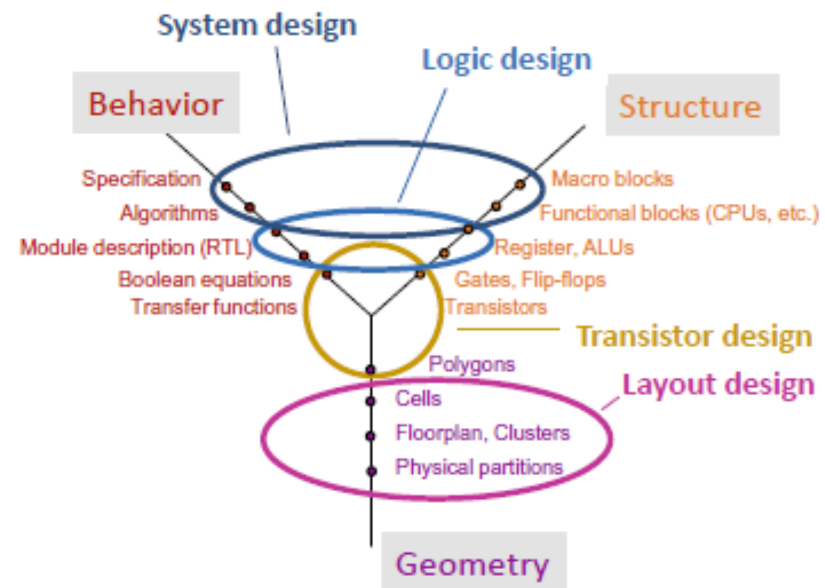 System design
Logic design
Behavior
Structure
Specification
Macro blocks
Algorithms
Functional blocks (CPUs, etc.)
Module description (RTL)
Register, ALUs
Boolean equations
Gates, Flip-flops
Transfer functions
Transistors
Transistor design
Polygons
Layout design
Cells
Floorplan, Clusters
Physical partitions
Geometry